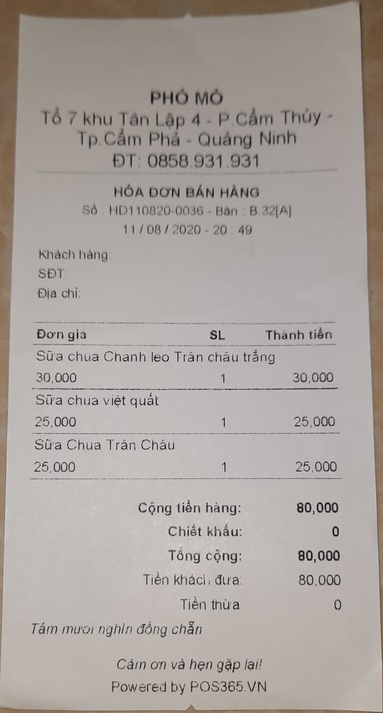 PHỐ MỎ
Tổ 7 khu Tân Lập 4 - P.Cẩm Thủy -
Tp.Cẩm Phả - Quảng Ninh
ĐT: 0858.931.931
HÓA ĐƠN BÁN HÀNG
Số : HD110820-0036 - Bàn : B.32[A]
11 / 08 / 2020 - 20 : 49
Khách hàng:
SĐT:
Địa chỉ:
Đơn giá SL Thành tiền
Sữa chua Chanh leo Trân châu trắng
30,000 1 30,000
Sữa chua việt quất
25,000 1 25,000
Sữa Chua Trân Châu
25,000 1 25,000
Cộng tiền hàng: 80,000
Chiết khấu: 0
Tổng cộng: 80,000
Tiền khách đưa: 80,000
Tiền thừa: 0
Tám mươi nghìn đồng chẵn
Cảm ơn và hẹn gặp lại!
Powered by POS365.VN